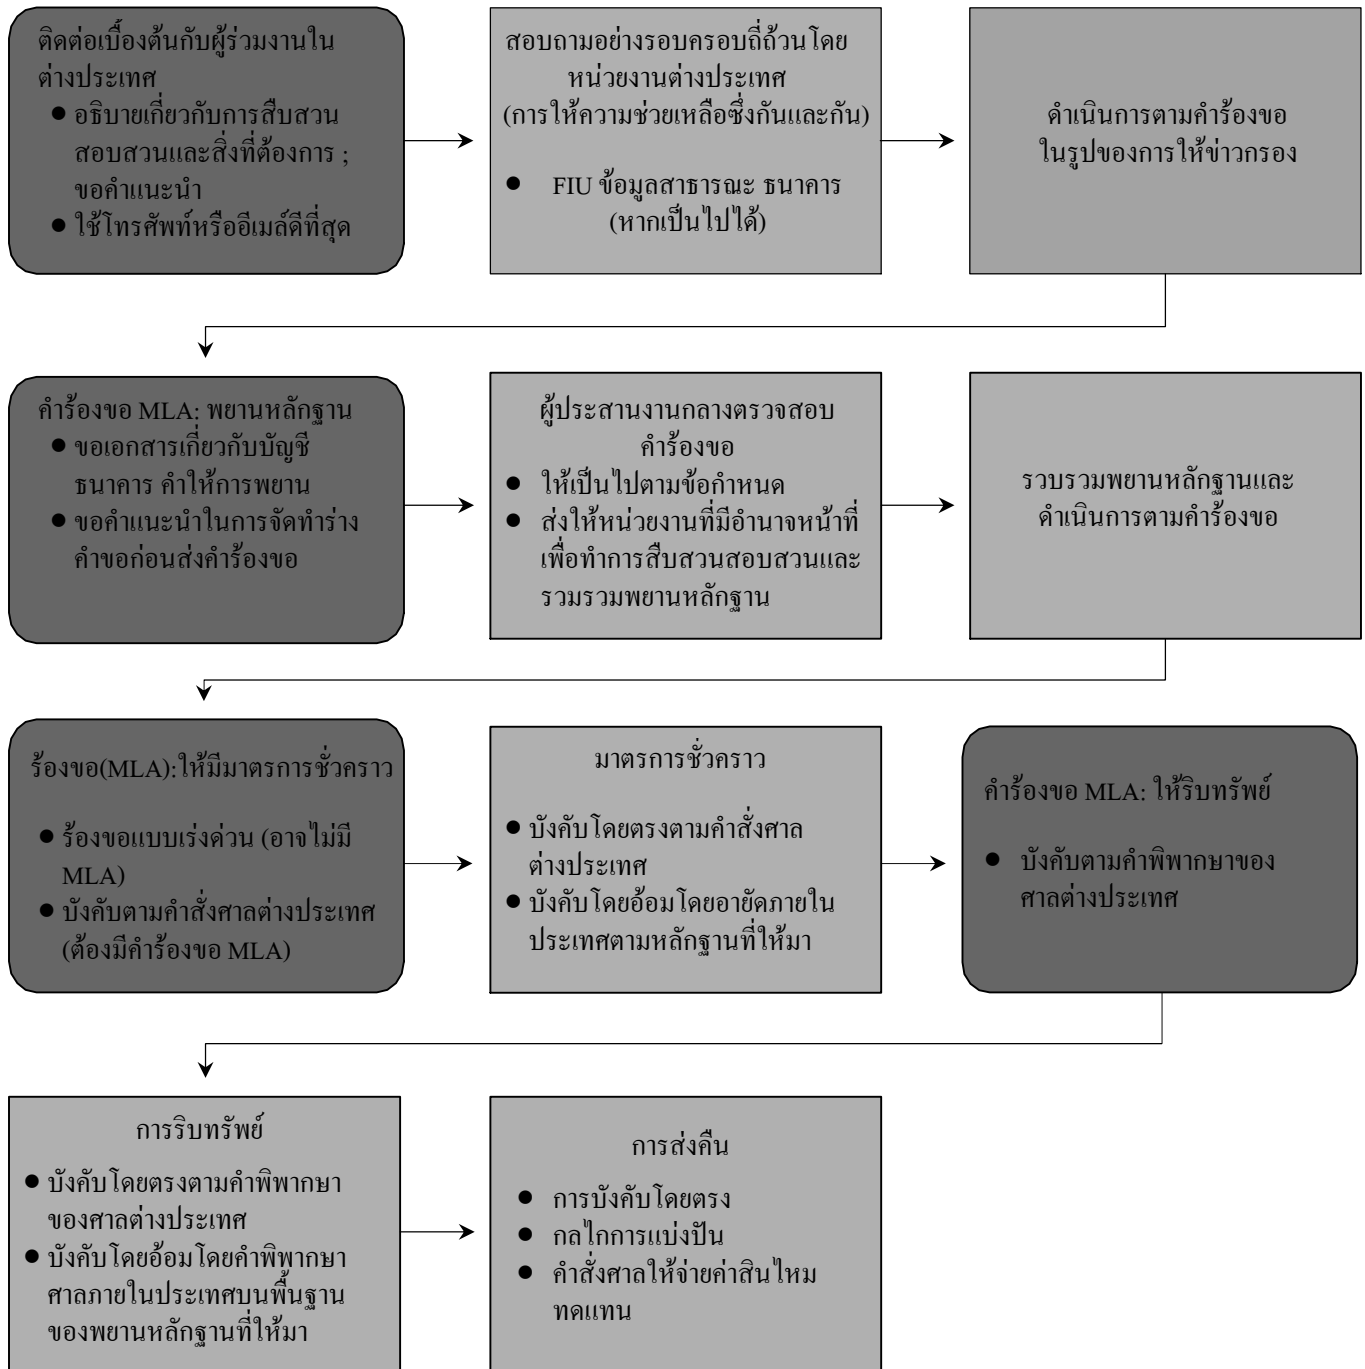 ติดต่อเบื้องต้นกับผู้ร่วมงานใน
ต่างประเทศ
● อธิบายเกี่ยวกับการสืบสวน
สอบสวนและสิ่งที่ต้องการ ;
ขอคำแนะนำ
● ใช้โทรศัพท์หรืออีเมล์ดีที่สุด
สอบถามอย่างรอบครอบถี่ถ้วนโดย
หน่วยงานต่างประเทศ
(การให้ความช่วยเหลือซึ่งกันและกัน)
● FIU ข้อมูลสาธารณะ ธนาคาร
(หากเป็นไปได้)
ดำเนินการตามคำร้องขอ
ในรูปของการให้ข่าวกรอง
คำร้องขอ MLA: พยานหลักฐาน
● ขอเอกสารเกี่ยวกับบัญชี
ธนาคาร คำให้การพยาน
● ขอคำแนะนำในการจัดทำร่าง
คำขอก่อนส่งคำร้องขอ
ผู้ประสานงานกลางตรวจสอบ
คำร้องขอ
● ให้เป็นไปตามข้อกำหนด
● ส่งให้หน่วยงานที่มีอำนาจหน้าที่
เพื่อทำการสืบสวนสอบสวนและ
รวมรวมพยานหลักฐาน
รวบรวมพยานหลักฐานและ
ดำเนินการตามคำร้องขอ
ร้องขอ(MLA):ให้มีมาตรการชั่วคราว
● ร้องขอแบบเร่งด่วน (อาจไม่มี
MLA)
● บังคับตามคำสั่งศาลต่างประเทศ
(ต้องมีคำร้องขอ MLA)
มาตรการชั่วคราว
● บังคับโดยตรงตามคำสั่งศาล
ต่างประเทศ
● บังคับโดยอ้อมโดยอายัดภายใน
ประเทศตามหลักฐานที่ให้มา
คำร้องขอ MLA: ให้ริบทรัพย์
● บังคับตามคำพิพากษาของ
ศาลต่างประเทศ
การริบทรัพย์
● บังคับโดยตรงตามคำพิพากษา
ของศาลต่างประเทศ
● บังคับโดยอ้อมโดยคำพิพากษา
ศาลภายในประเทศบนพื้นฐาน
ของพยานหลักฐานที่ให้มา
การส่งคืน
● การบังคับโดยตรง
● กลไกการแบ่งปัน
● คำสั่งศาลให้จ่ายค่าสินไหม
ทดแทน